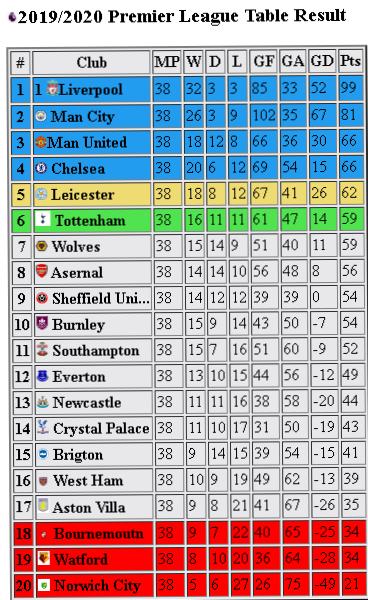 2019/2020 Premier League Table Result
# Club MP W D L GF GA GD Pts
1 1 Liverpool 38 32 3 3 85 33 52 99
2 Man City 38 26 3 9 102 35 67 81
3 Man United 38 18 12 8 66 36 30 66
4 Chelsea 38 20 6 12 69 54 15 66
5 Leicester 38 18 8 12 67 41 26 62
6 Tottenham 38 16 11 11 61 47 14 59
7 Wolves 38 15 14 9 51 40 11 59
8 Asernal 38 14 14 10 56 48 8 56
9 Sheffield Uni... 38 14 12 12 39 39 0 54
10 Burnley 38 15 9 14 43 50 -7 54
11 Southampton 38 15 7 16 51 60 -9 52
12 Everton 38 13 10 15 44 56 -12 49
13 Newcastle 38 11 11 16 38 58 -20 44
14 Crystal Palace 38 11 10 17 31 50 -19 43
15 Brigton 38 9 14 15 39 54 -15 41
16 West Ham 38 10 9 19 49 62 -13 39
17 Aston Villa 38 9 8 21 41 67 -26 35
18 Bournemoutn 38 9 7 22 40 65 -25 34
19 Watford 38 8 10 20 36 64 -28 34
20 Norwich City 38 5 6 27 26 75 -49 21